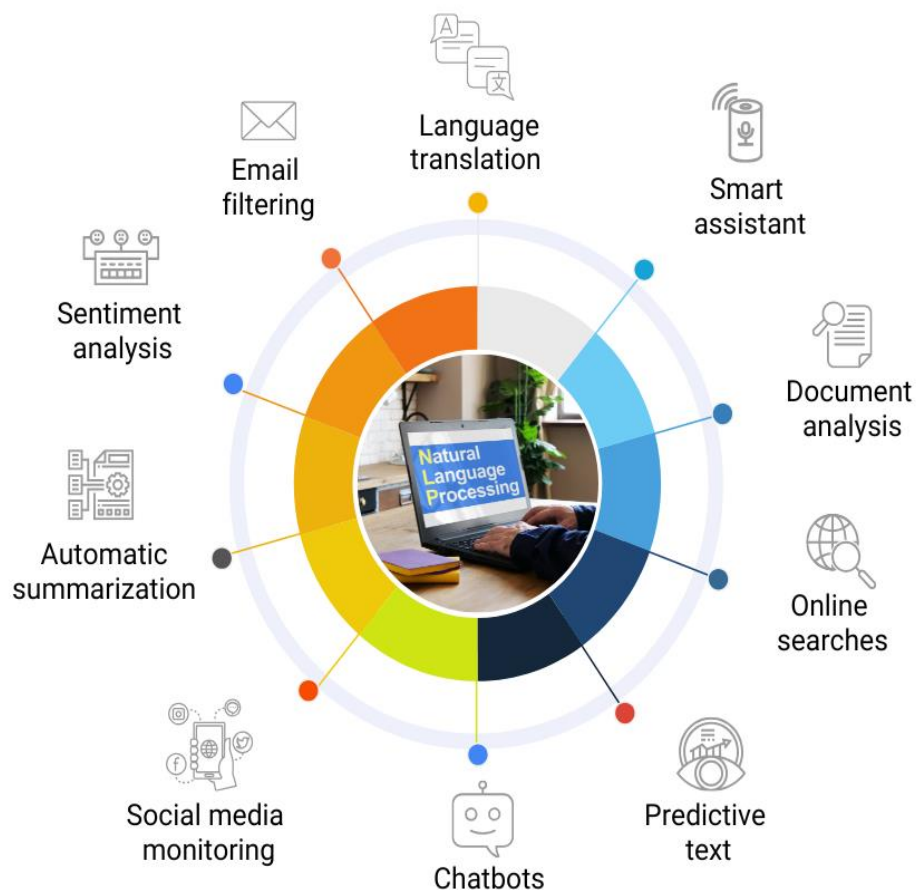 Language
translation
Smart
assistant
Document
analysis
Online
searches
Predictive
text
Chatbots
Social media
monitoring
Automatic
summarization
Sentiment
analysis
Email
filtering
Natural
Language
Processing
A
文